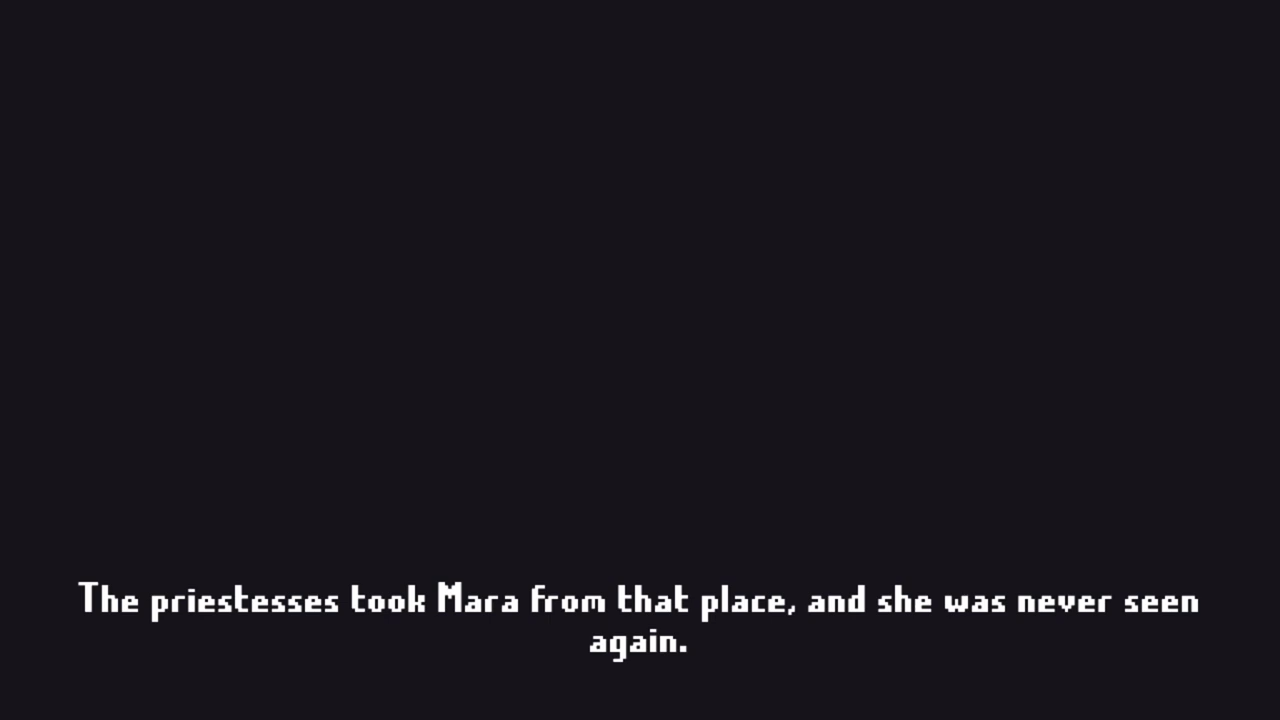 The priestesses took Mara from that place, and she was never seen
again.